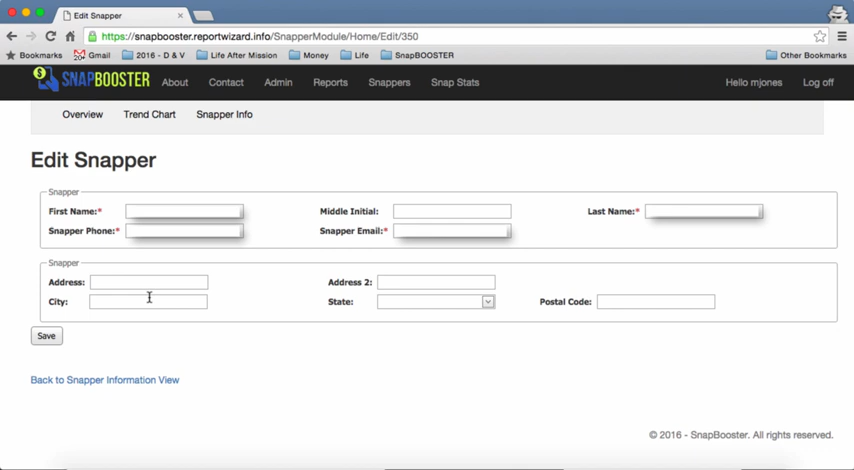 Edit Snapper
https://snapbooster.reportwizard.info/SnapperModule/Home/Edit/350
Bookmarks Gmail 2016 - D & V Life After Mission Money Life SnapBOOSTER Other Bookmarks
$ SNAPBOOSTER About Contact Admin Reports Snappers Snap Stats Hello mjones Log off
Overview Trend Chart Snapper Info
Edit Snapper
Snapper
First Name:* Middle Initial: Last Name:*
Snapper Phone:* Snapper Email:*
Snapper
Address: Address 2:
City: State: Postal Code:
Save
Back to Snapper Information View
© 2016 - SnapBooster. All rights reserved.